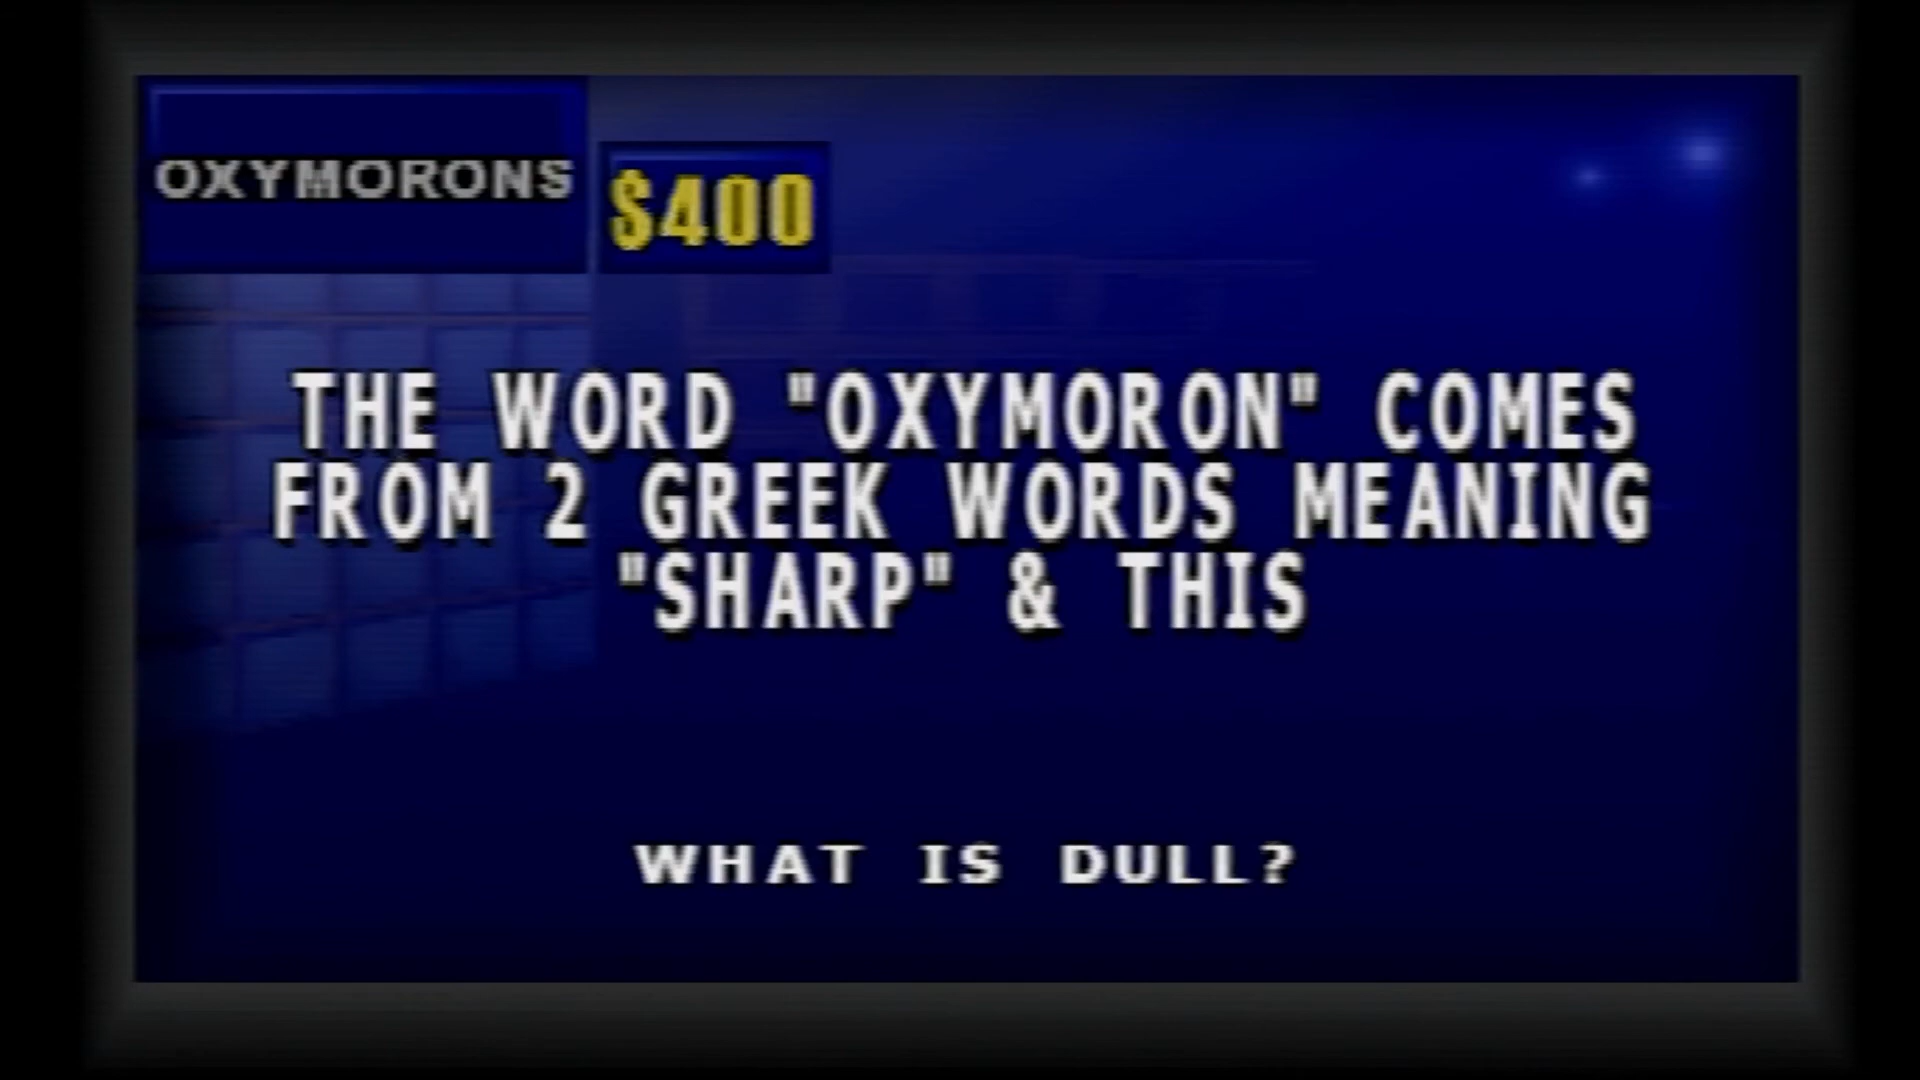 OXYMORONS
$400
THE WORD "OXYMORON" COMES
FROM 2 GREEK WORDS MEANING
"SHARP" & THIS
WHAT IS DULL?